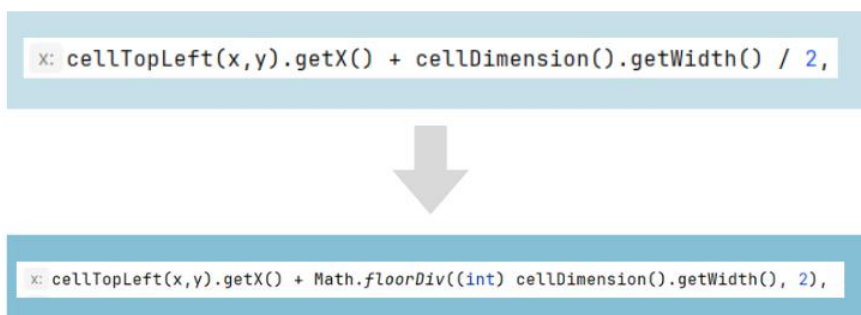 x: cellTopLeft(x,y).getX() + cellDimension().getWidth() / 2,
x: cellTopLeft(x,y).getX() + Math.floorDiv((int) cellDimension().getWidth(), 2),